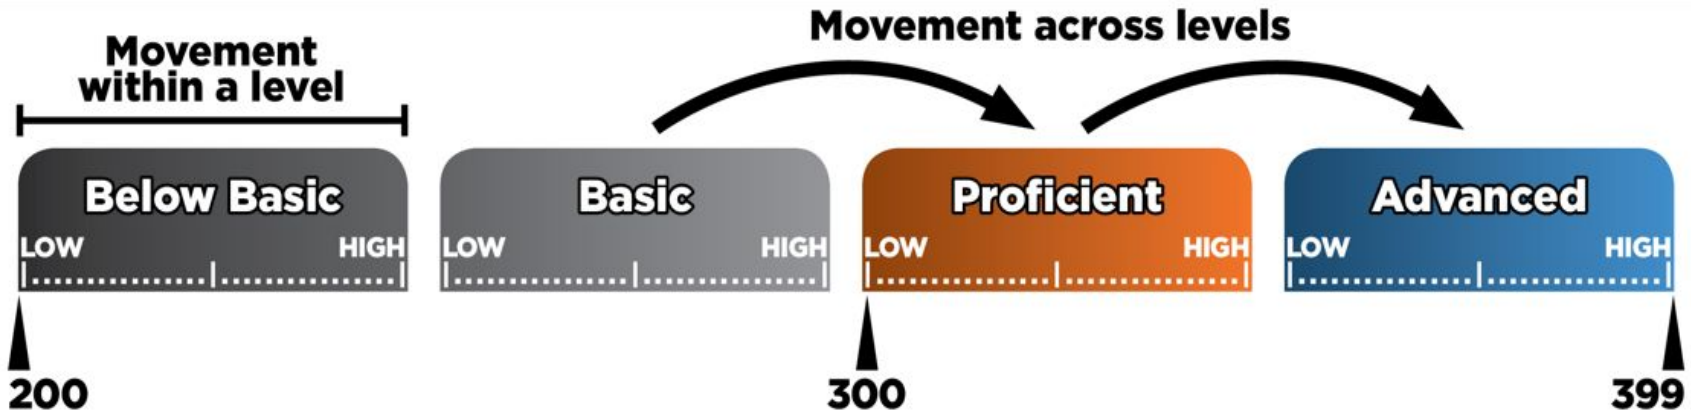 Movement across levels
Movement
within a level
Below Basic
LOW HIGH
Basic
LOW HIGH
Proficient
LOW HIGH
Advanced
LOW HIGH
200
300
399